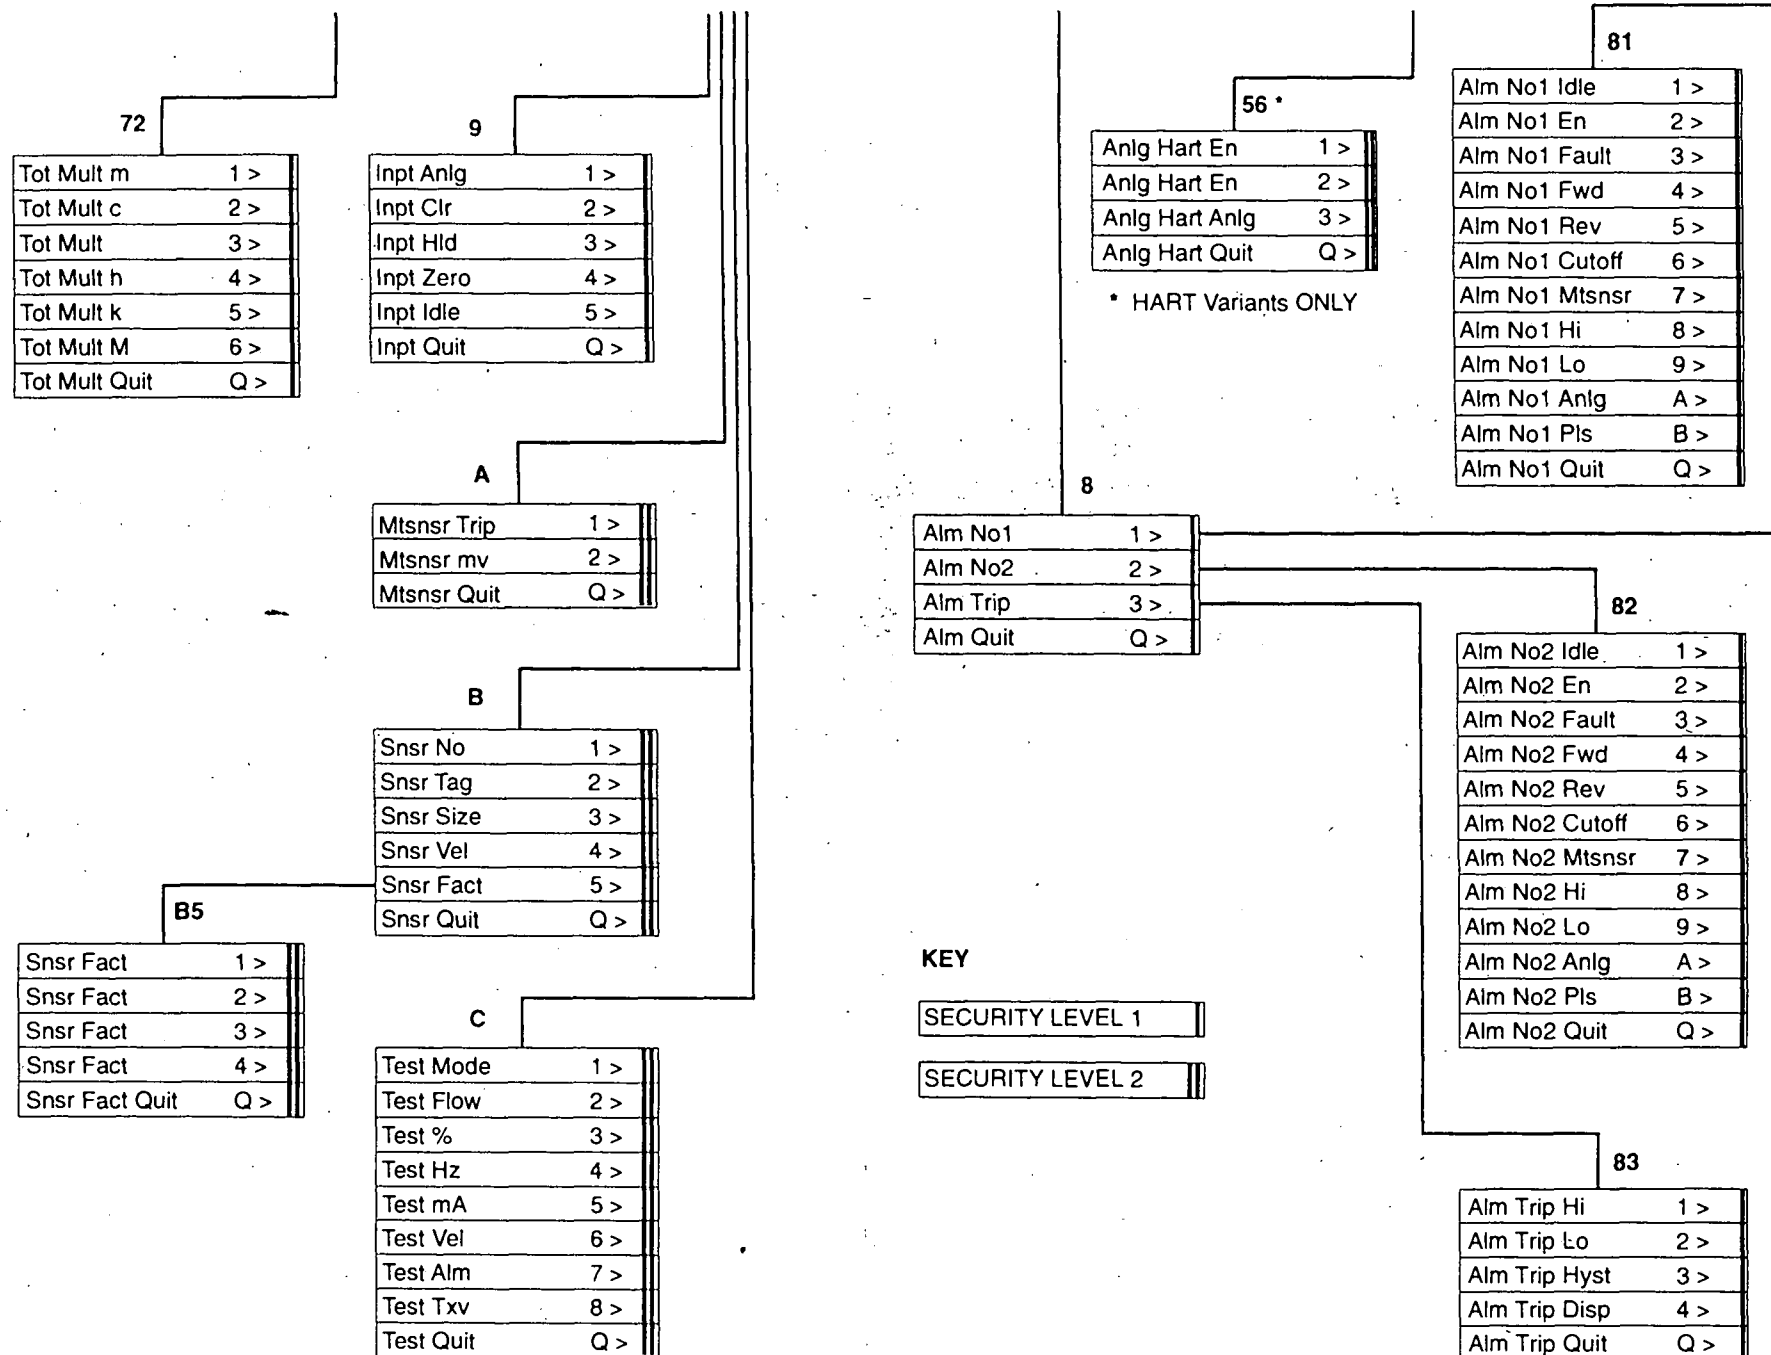 72
Tot Mult m 1 >
Tot Mult c 2 >
Tot Mult 3 >
Tot Mult h 4 >
Tot Mult k 5 >
Tot Mult M 6 >
Tot Mult Quit Q >
9
Inpt Anlg 1 >
Inpt Clr 2 >
Inpt Hld 3 >
Inpt Zero 4 >
Inpt Idle 5 >
Inpt Quit Q >
A
Mtsnsr Trip 1 >
Mtsnsr mv 2 >
Mtsnsr Quit Q >
B
Snsr No 1 >
Snsr Tag 2 >
Snsr Size 3 >
Snsr Vel 4 >
Snsr Fact 5 >
Snsr Quit Q >
B5
Snsr Fact 1 >
Snsr Fact 2 >
Snsr Fact 3 >
Snsr Fact 4 >
Snsr Fact Quit Q >
C
Test Mode 1 >
Test Flow 2 >
Test % 3 >
Test Hz 4 >
Test mA 5 >
Test Vel 6 >
Test Alm 7 >
Test Txv 8 >
Test Quit Q >
56 *
Anlg Hart En 1 >
Anlg Hart En 2 >
Anlg Hart Anlg 3 >
Anlg Hart Quit Q >
* HART Variants ONLY
8
Alm No1 1 >
Alm No2 2 >
Alm Trip 3 >
Alm Quit Q >
KEY
SECURITY LEVEL 1
SECURITY LEVEL 2
81
Alm No1 Idle 1 >
Alm No1 En 2 >
Alm No1 Fault 3 >
Alm No1 Fwd 4 >
Alm No1 Rev 5 >
Alm No1 Cutoff 6 >
Alm No1 Mtsnsr 7 >
Alm No1 Hi 8 >
Alm No1 Lo 9 >
Alm No1 Anlg A >
Alm No1 Pls B >
Alm No1 Quit Q >
82
Alm No2 Idle 1 >
Alm No2 En 2 >
Alm No2 Fault 3 >
Alm No2 Fwd 4 >
Alm No2 Rev 5 >
Alm No2 Cutoff 6 >
Alm No2 Mtsnsr 7 >
Alm No2 Hi 8 >
Alm No2 Lo 9 >
Alm No2 Anlg A >
Alm No2 Pls B >
Alm No2 Quit Q >
83
Alm Trip Hi 1 >
Alm Trip Lo 2 >
Alm Trip Hyst 3 >
Alm Trip Disp 4 >
Alm Trip Quit Q >